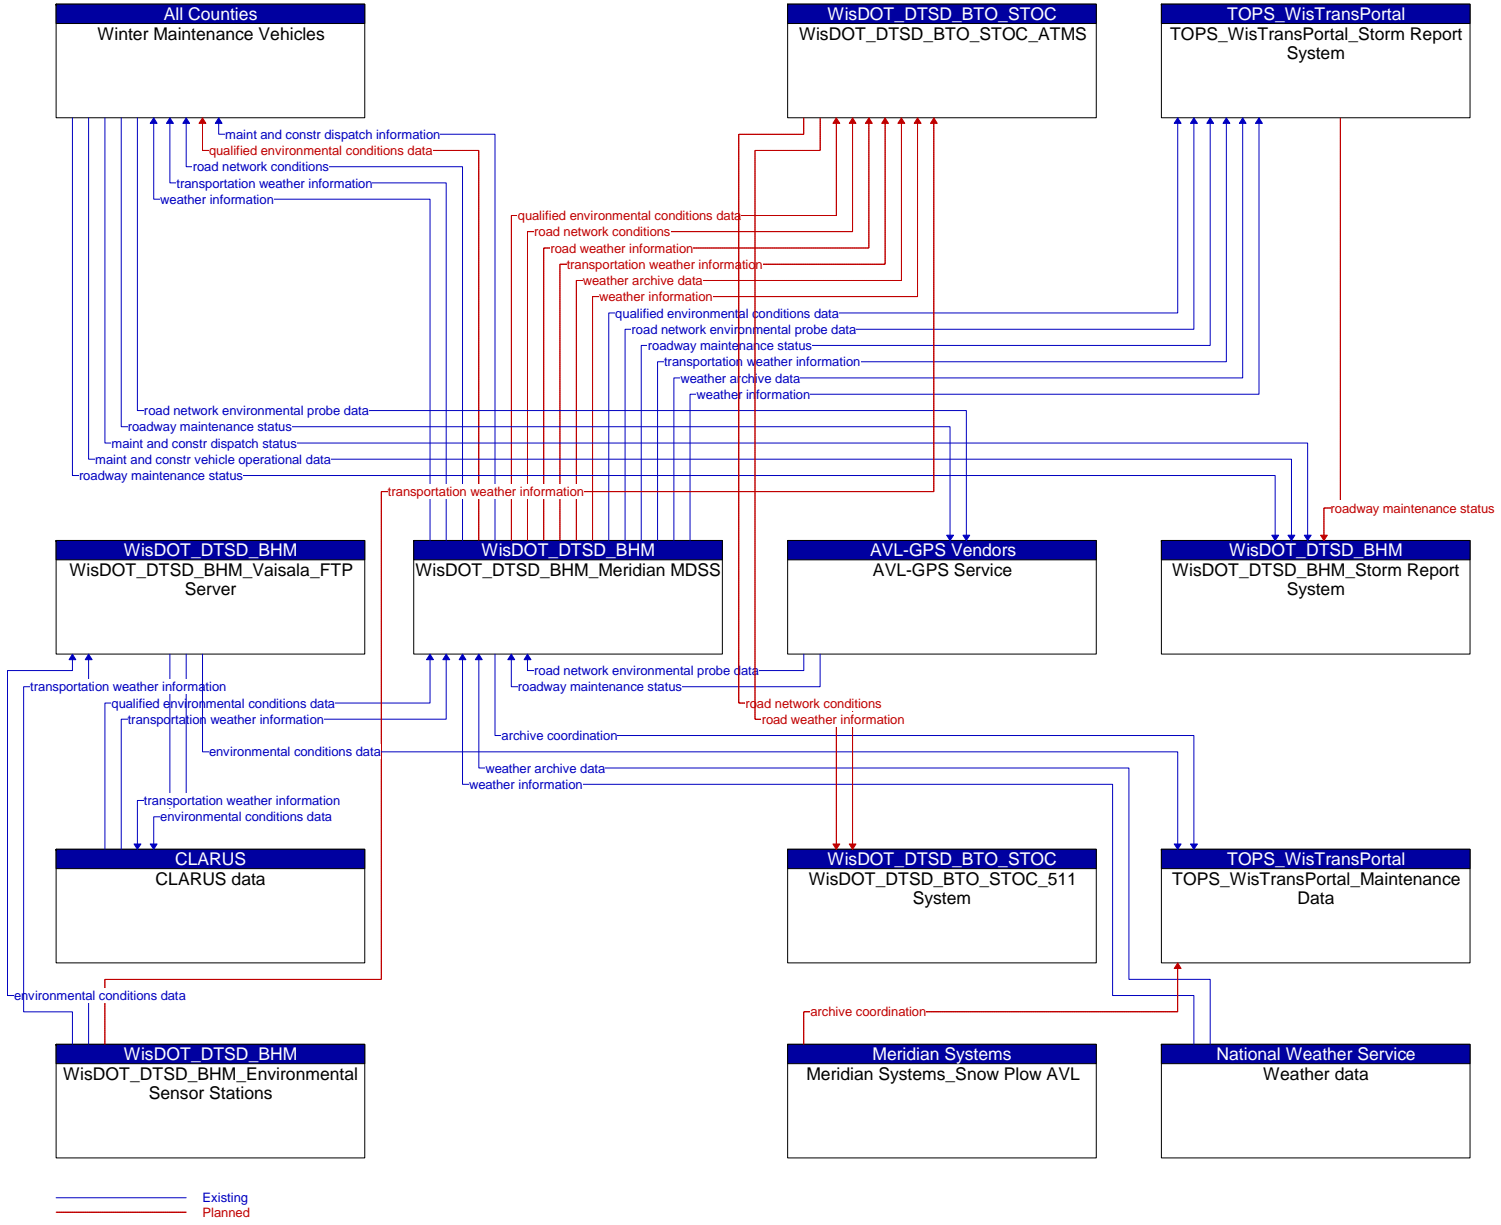 All Counties
Winter Maintenance Vehicles
WisDOT_DTSD_BTO_STOC
WisDOT_DTSD_BTO_STOC_ATMS
TOPS_WisTransPortal
TOPS_WisTransPortal_Storm Report
System
maint and constr dispatch information
qualified environmental conditions data
road network conditions
transportation weather information
weather information
qualified environmental conditions data
road network conditions
road weather information
transportation weather information
weather archive data
weather information
qualified environmental conditions data
road network environmental probe data
roadway maintenance status
transportation weather information
weather archive data
weather information
road network environmental probe data
roadway maintenance status
maint and constr dispatch status
maint and constr vehicle operational data
roadway maintenance status
transportation weather information
roadway maintenance status
WisDOT_DTSD_BHM
WisDOT_DTSD_BHM_Vaisala_FTP
Server
WisDOT_DTSD_BHM
WisDOT_DTSD_BHM_Meridian MDSS
AVL-GPS Vendors
AVL-GPS Service
WisDOT_DTSD_BHM
WisDOT_DTSD_BHM_Storm Report
System
road network environmental probe data
roadway maintenance status
transportation weather information
qualified environmental conditions data
transportation weather information
road network conditions
road weather information
archive coordination
environmental conditions data
weather archive data
weather information
transportation weather information
environmental conditions data
CLARUS
CLARUS data
WisDOT_DTSD_BTO_STOC
WisDOT_DTSD_BTO_STOC_511
System
TOPS_WisTransPortal
TOPS_WisTransPortal_Maintenance
Data
environmental conditions data
archive coordination
WisDOT_DTSD_BHM
WisDOT_DTSD_BHM_Environmental
Sensor Stations
Meridian Systems
Meridian Systems_Snow Plow AVL
National Weather Service
Weather data
Existing
Planned